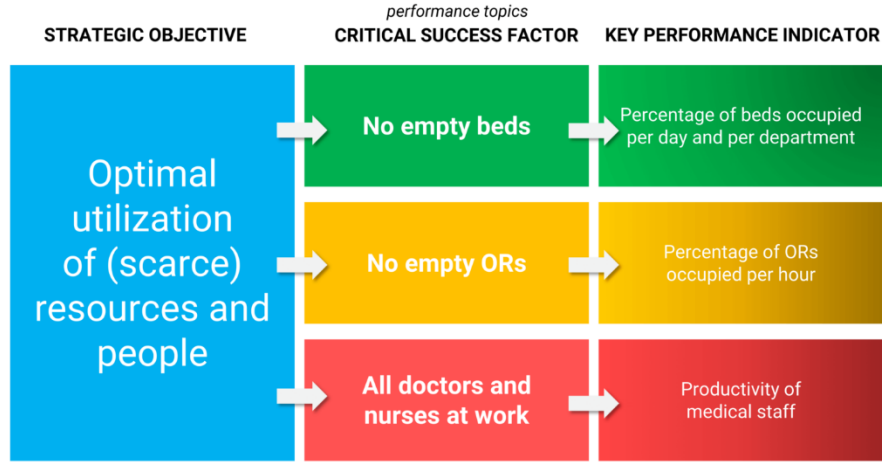 performance topics
STRATEGIC OBJECTIVE
CRITICAL SUCCESS FACTOR
KEY PERFORMANCE INDICATOR
Optimal
utilization
of (scarce)
resources and
people
No empty beds
Percentage of beds occupied
per day and per department
No empty ORs
Percentage of ORs
occupied per hour
All doctors and
nurses at work
Productivity of
medical staff